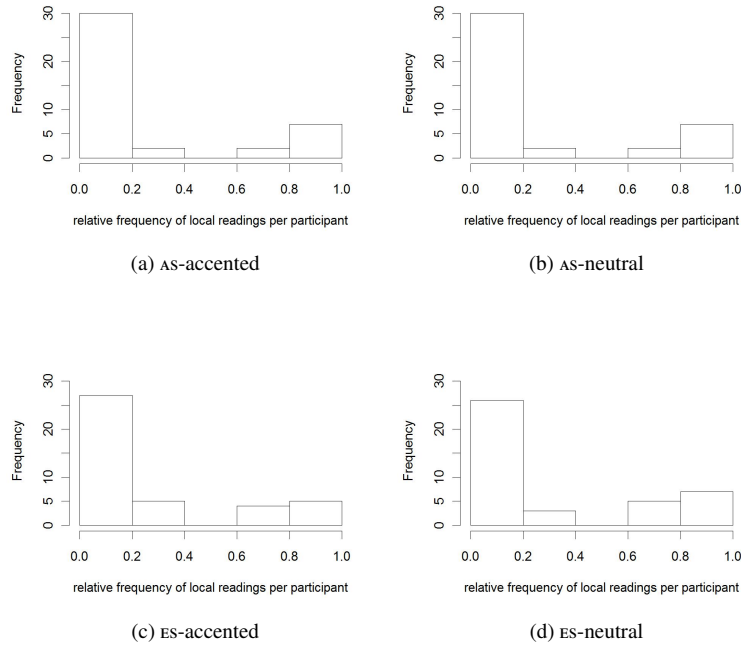 Frequency
0 5 10 20 30
0.0 0.2 0.4 0.6 0.8 1.0
relative frequency of local readings per participant
(a) AS-accented
Frequency
0 5 10 20 30
0.0 0.2 0.4 0.6 0.8 1.0
relative frequency of local readings per participant
(b) AS-neutral
Frequency
0 5 10 20 30
0.0 0.2 0.4 0.6 0.8 1.0
relative frequency of local readings per participant
(c) ES-accented
Frequency
0 5 10 20 30
0.0 0.2 0.4 0.6 0.8 1.0
relative frequency of local readings per participant
(d) ES-neutral